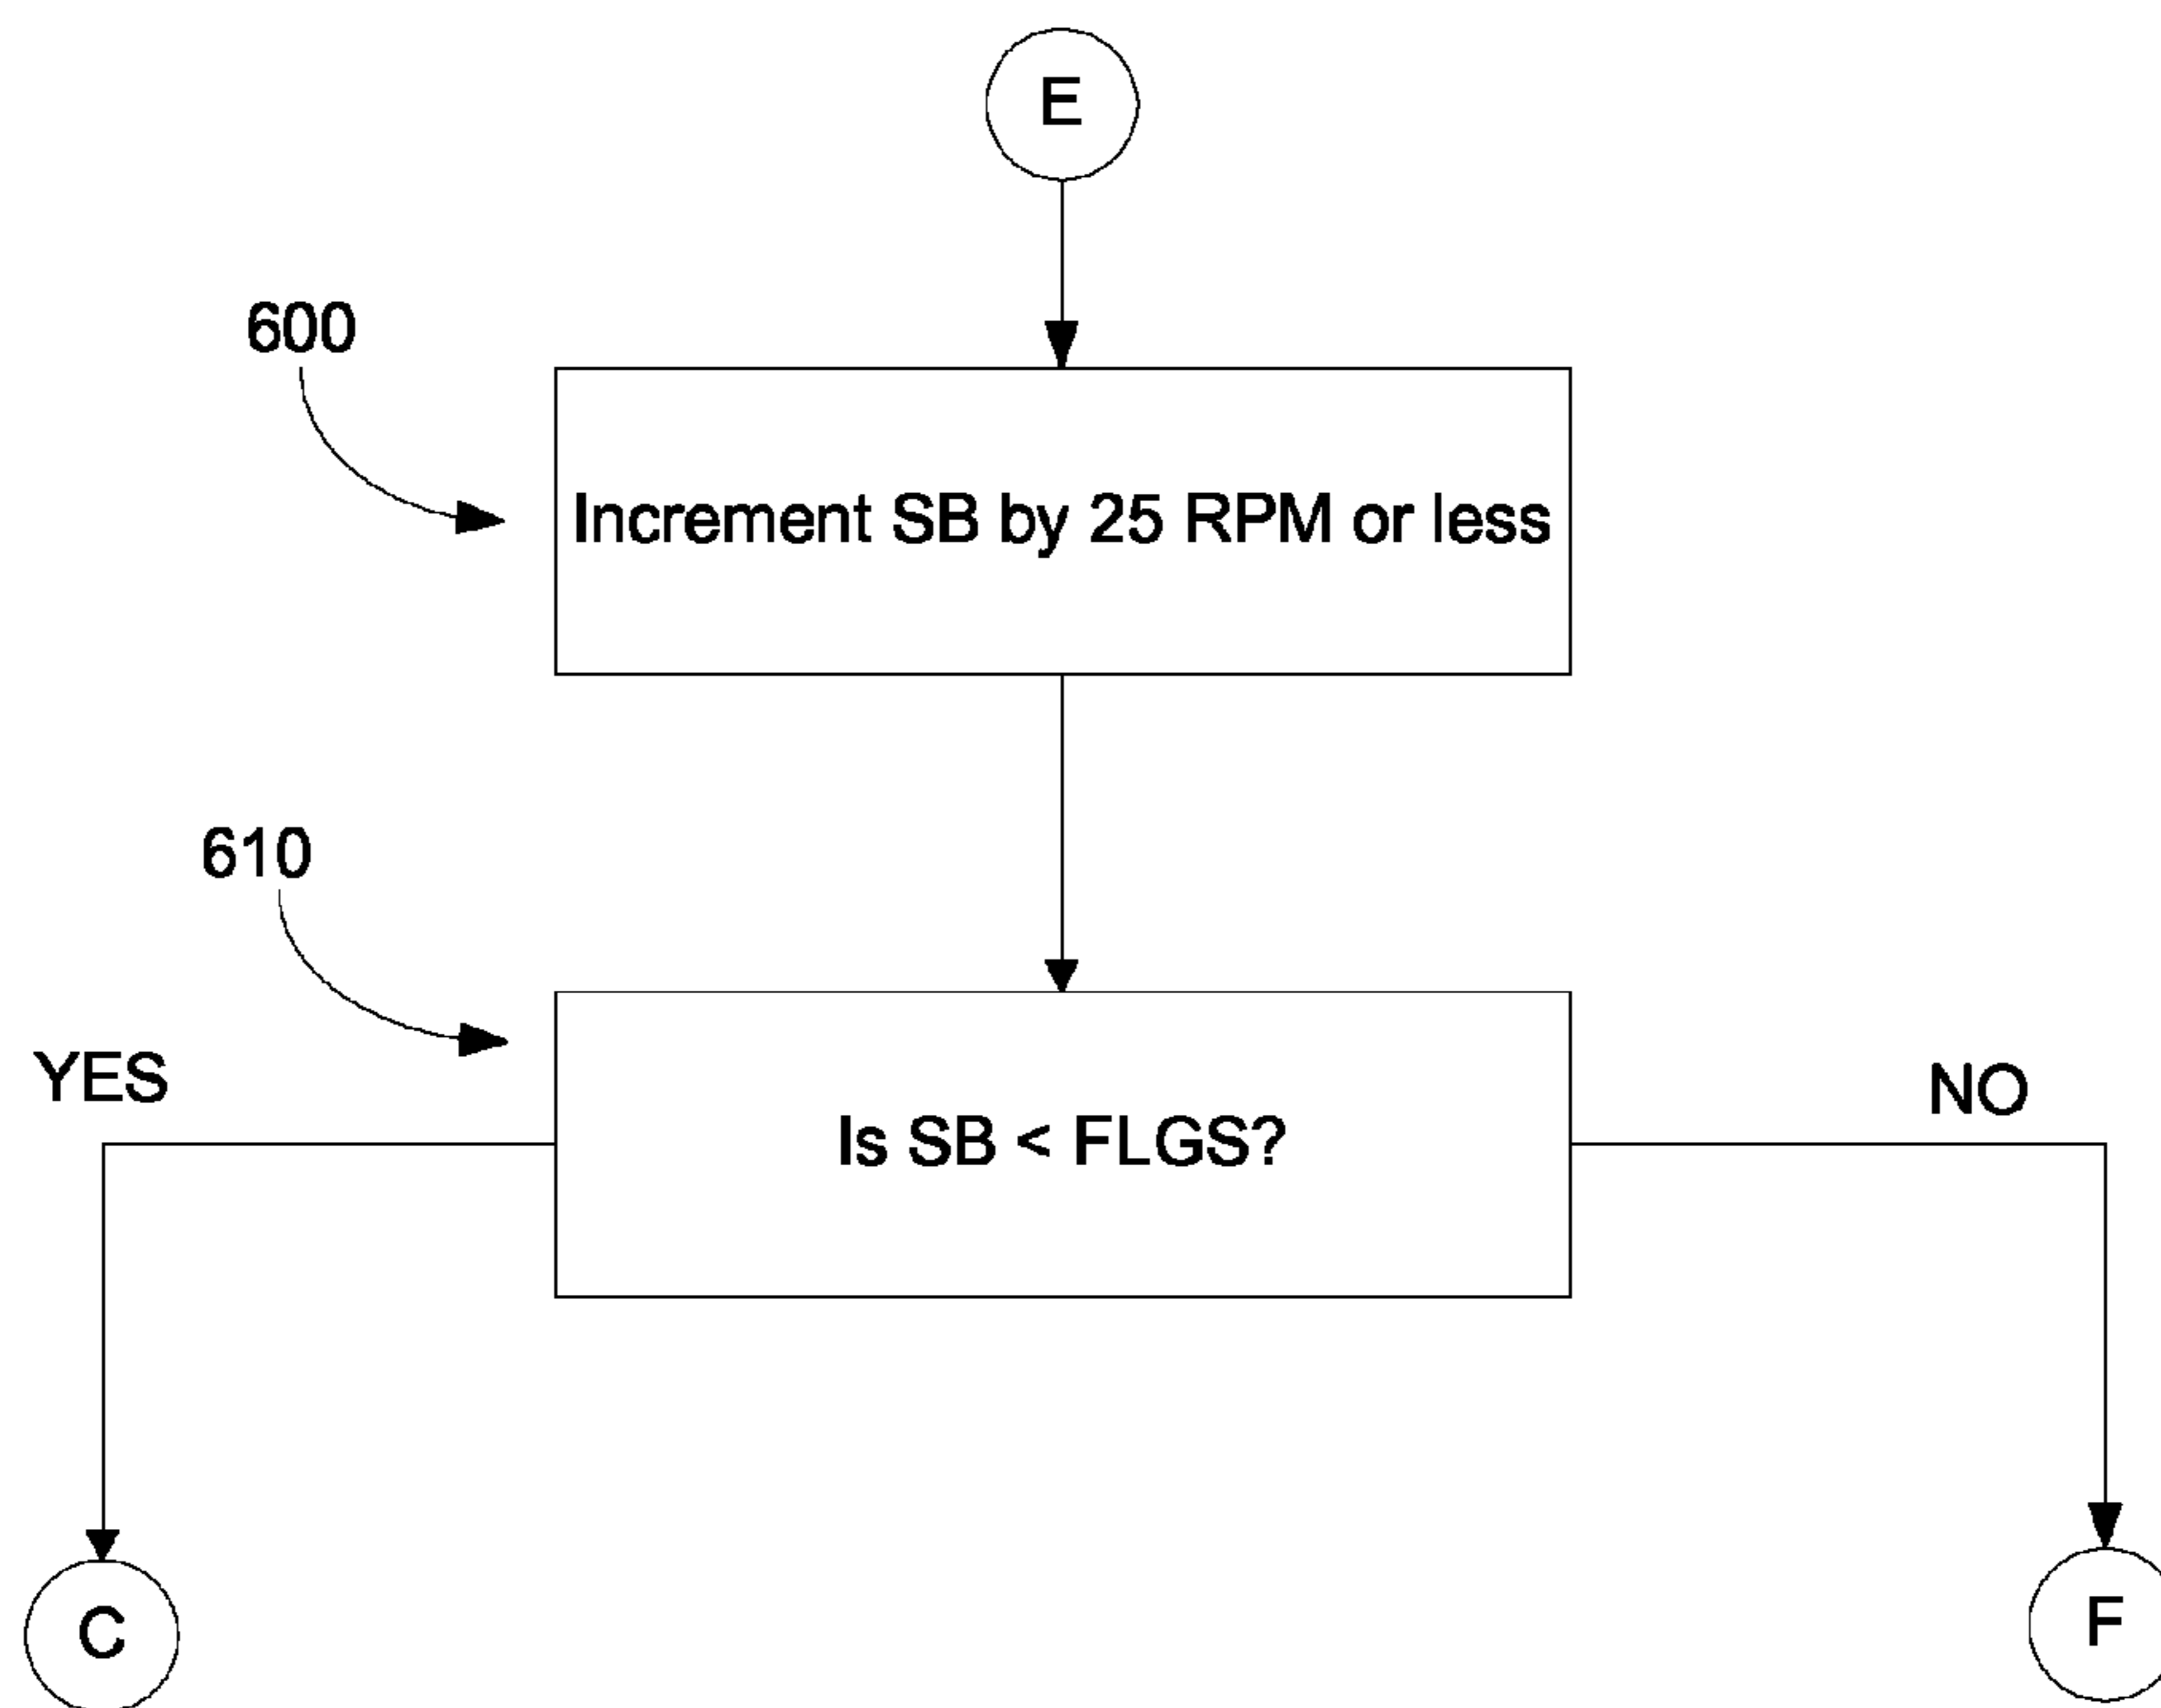 E
600
Increment SB by 25 RPM or less
610
YES
NO
Is SB < FLGS?
C
F